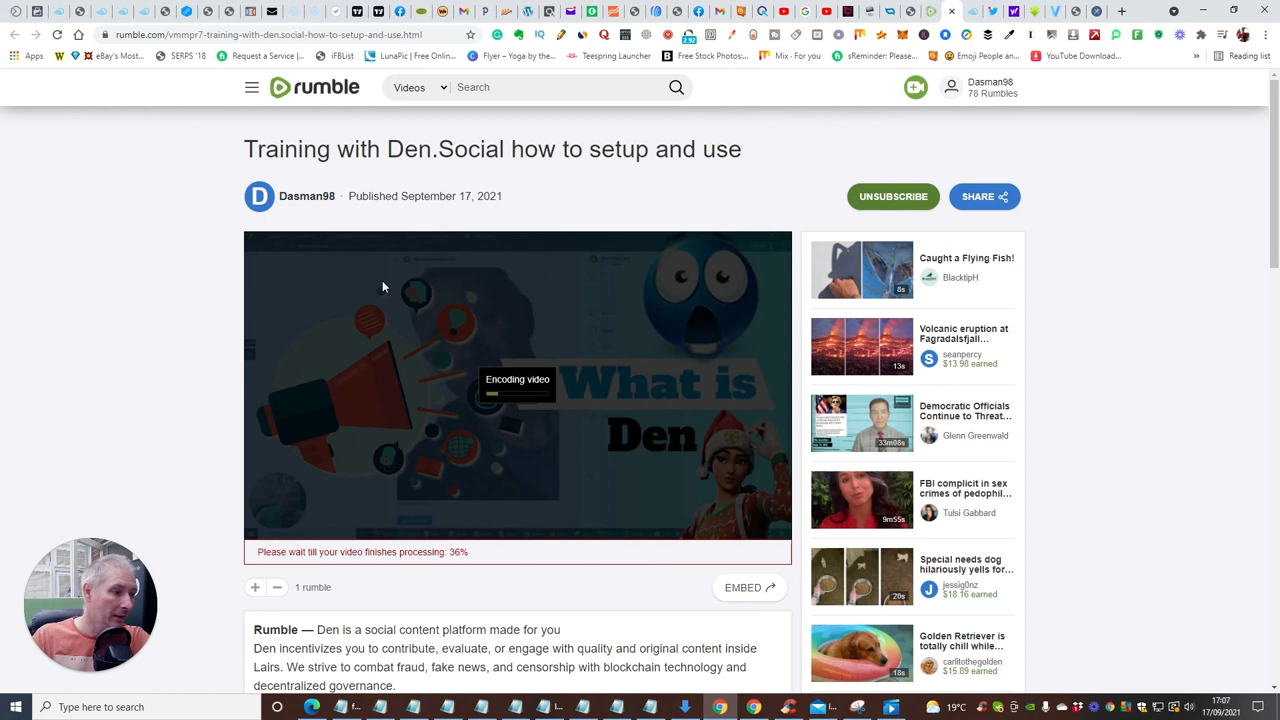 rumble.com/vmmpr7-training-with-den.social-how-to-setup-and-use.html
2.92
Apps
SERPS '18
eBay's Most...
Request a Service |...
iFBList
LunaPic | Free Onlin...
Flyer – Yoga by the...
Teespring Launcher
Free Stock Photos:...
Mix - For you
sReminder: Please...
Emoji People and...
YouTube Download...
»
Reading list
rumble
Videos
Search
Dasman98
78 Rumbles
Training with Den.Social how to setup and use
D
Dasman98 · Published September 17, 2021
UNSUBSCRIBE
SHARE
What is
Den
Encoding video
Please wait till your video finishes processing: 36%
1 rumble
EMBED
Rumble — Den is a social content platform made for you
Den incentivizes you to contribute, evaluate, or engage with quality and original content inside
Lairs. We strive to combat fraud, fake news, and censorship with blockchain technology and
decentralized governance.
Caught a Flying Fish!
BlacktipH
8s
Volcanic eruption at
Fagradalsfjall...
S
seanpercy
$13.98 earned
13s
Democratic Officials
Continue to Threat...
Glenn Greenwald
33m08s
FBI complicit in sex
crimes of pedophil...
Tulsi Gabbard
9m55s
Special needs dog
hilariously yells for...
J
jessig0nz
$18.16 earned
20s
Golden Retriever is
totally chill while...
carlitothegolden
$15.89 earned
18s
Type here to search
19°C
17:07
17/09/2021